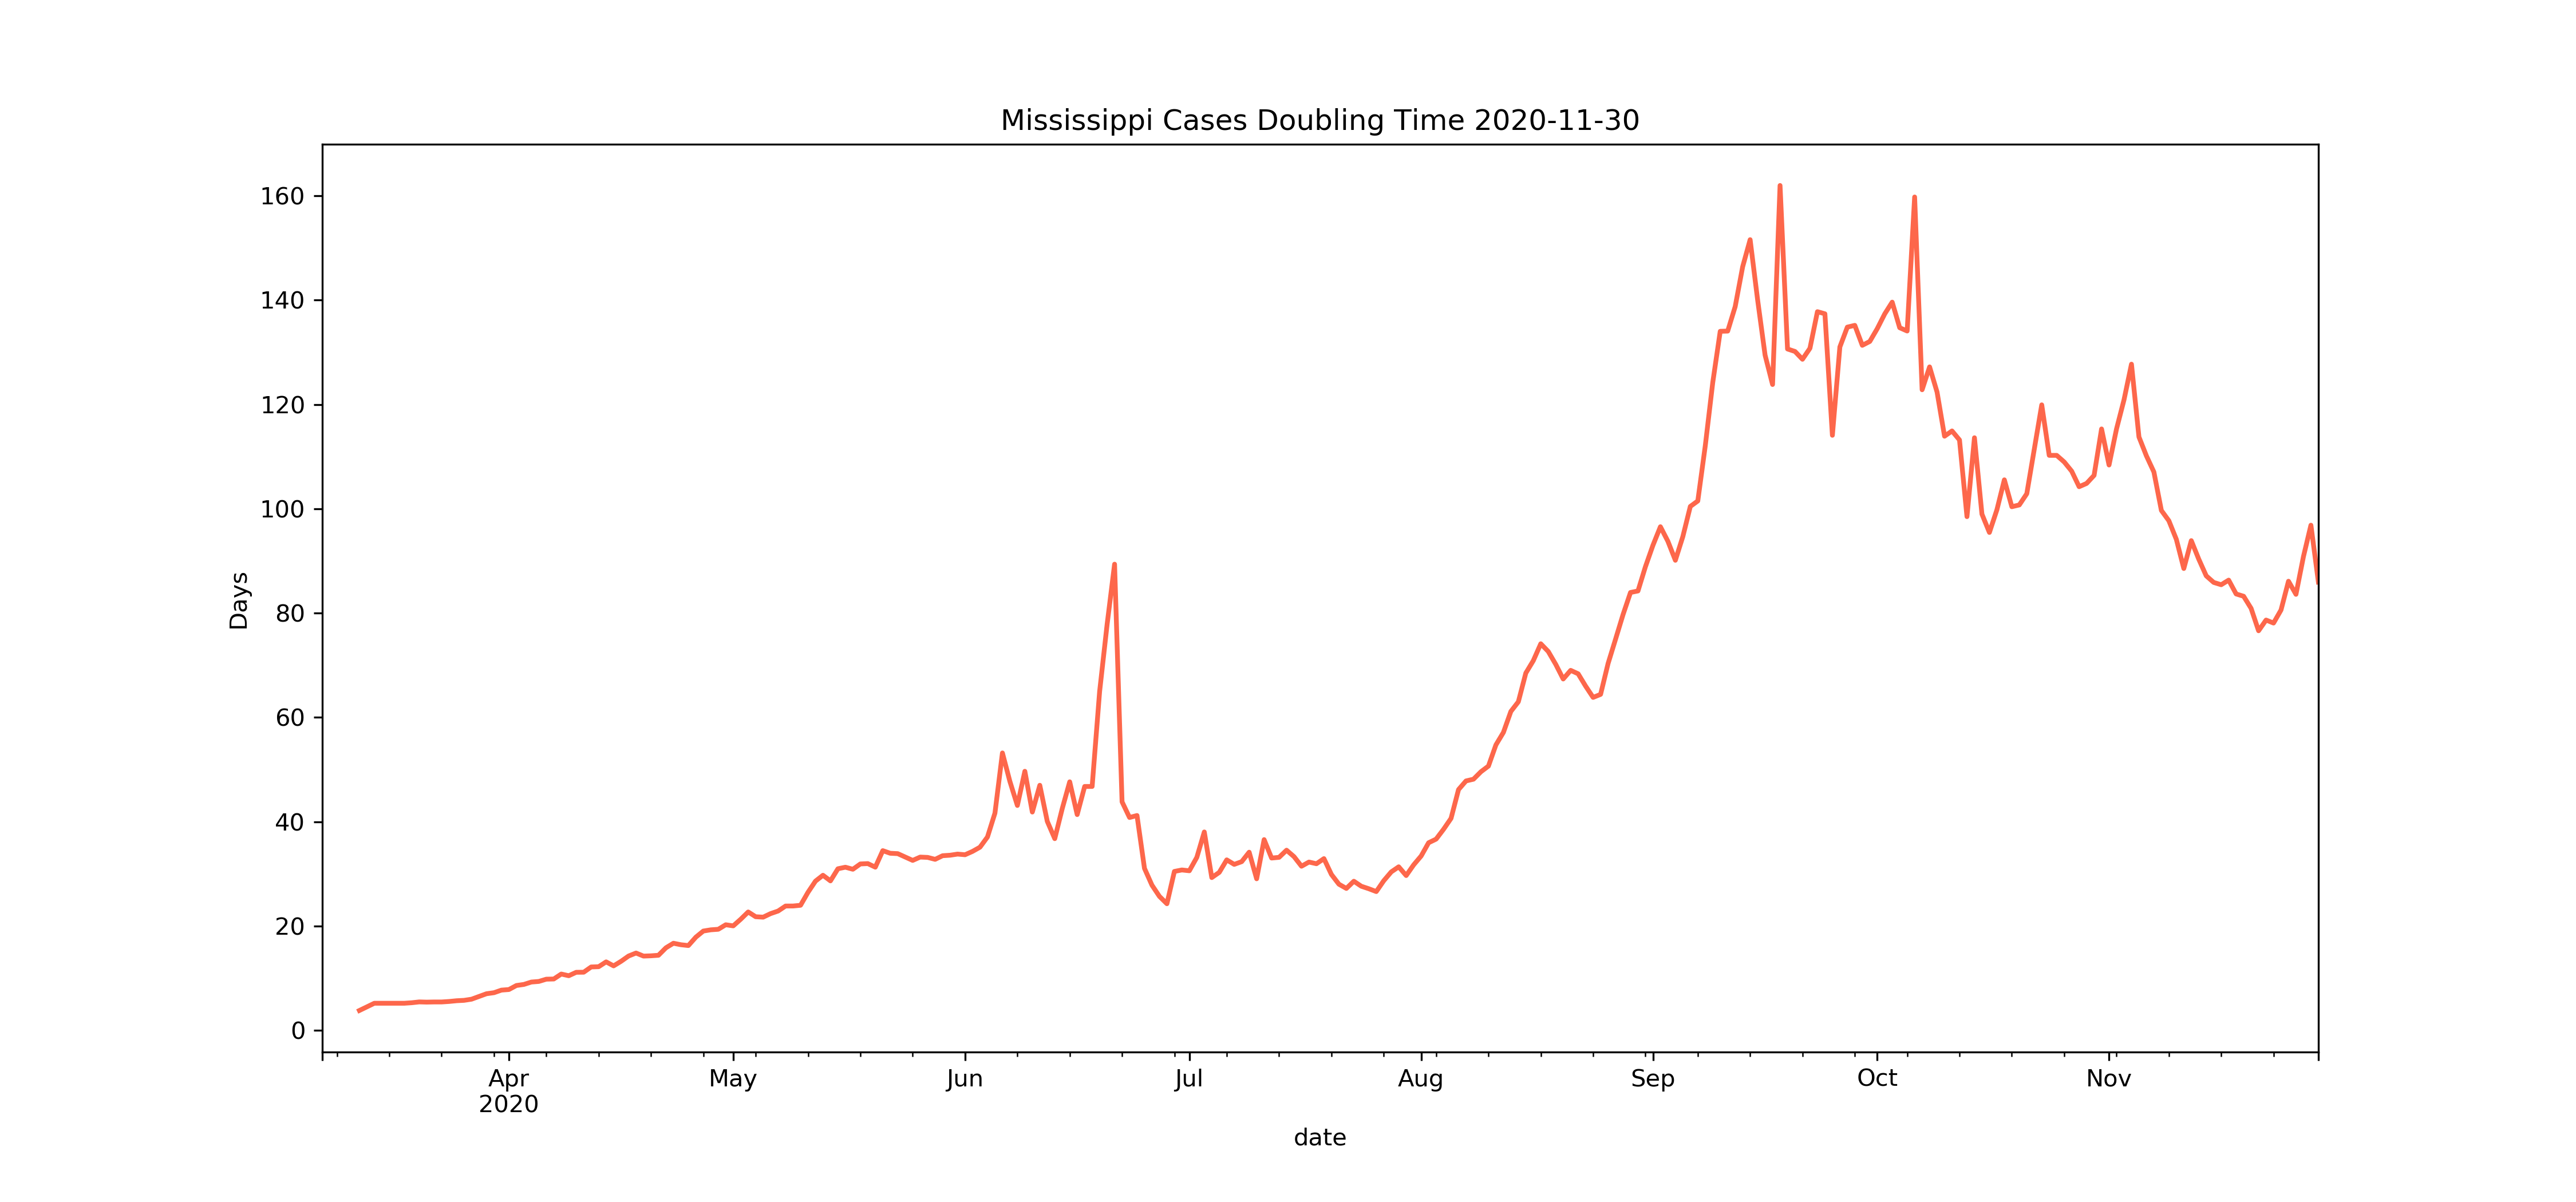 Mississippi Cases Doubling Time 2020-11-30
160
140
120
100
80
60
40
20
0
Days
Apr May Jun Jul Aug Sep Oct Nov
2020
date